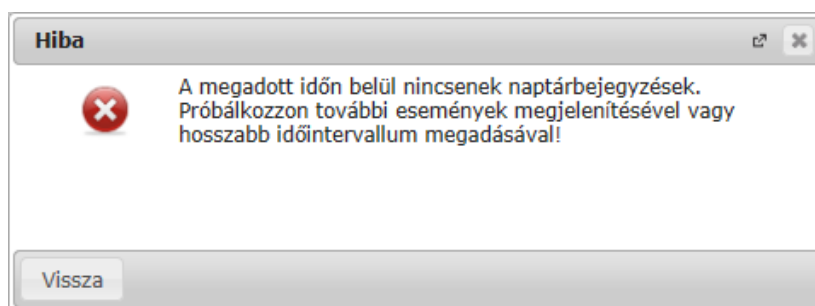 Hiba
A megadott időn belül nincsenek naptárbejegyzések.
Próbálkozzon további események megjelenítésével vagy
hosszabb időintervallum megadásával!
Vissza